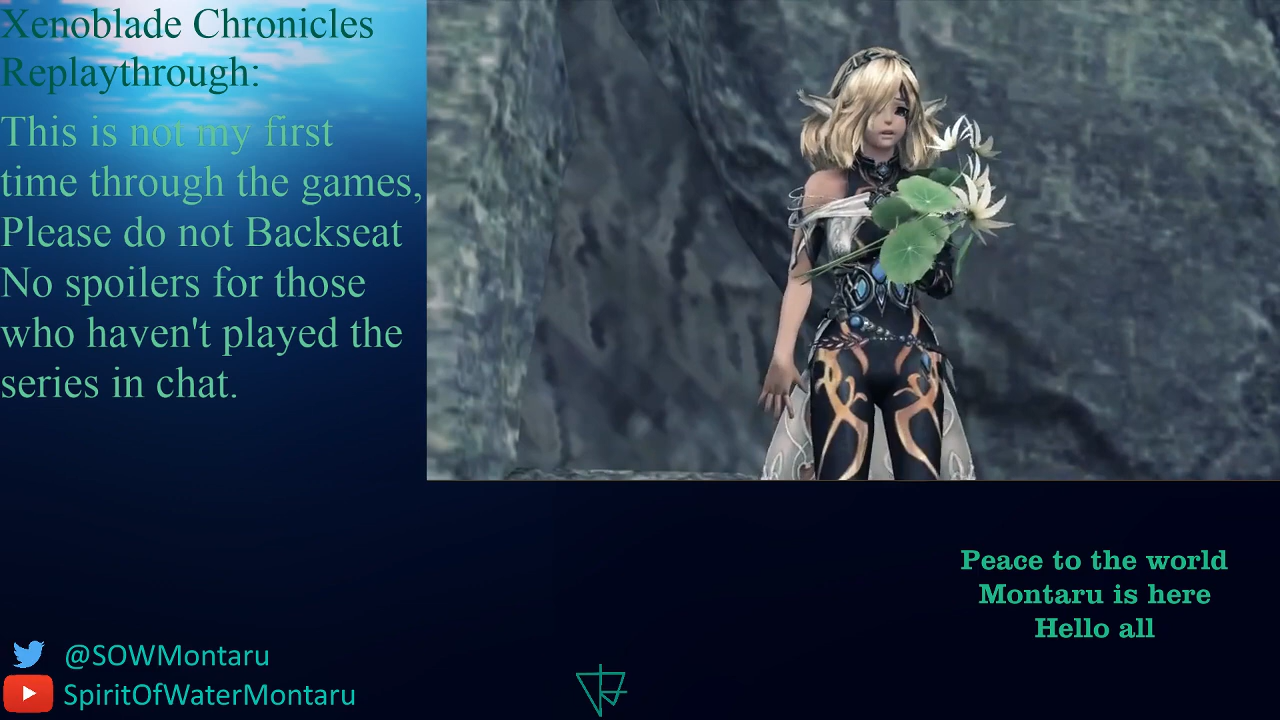 Xenoblade Chronicles
Replaythrough:
This is not my first
time through the games,
Please do not Backseat
No spoilers for those
who haven't played the
series in chat.
Peace to the world
Montaru is here
Hello all
@SOWMontaru
SpiritOfWaterMontaru